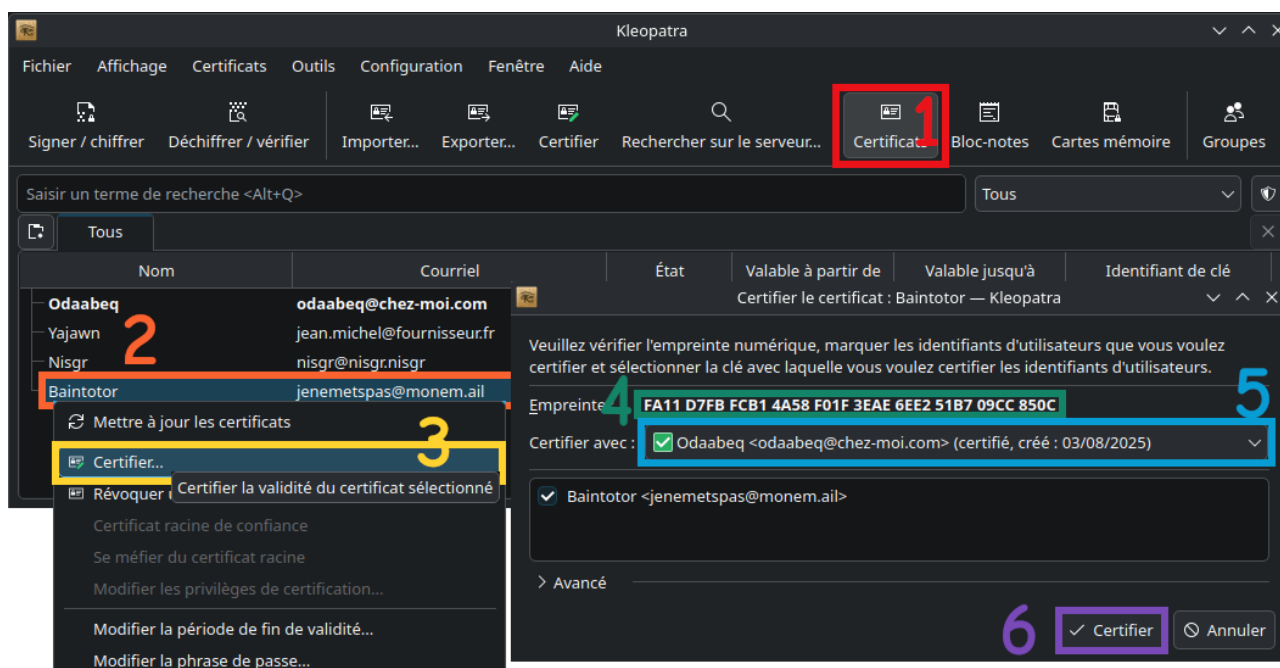 Kleopatra
Fichier Affichage Certificats Outils Configuration Fenêtre Aide
Signer / chiffrer Déchiffrer / vérifier Importer... Exporter... Certifier Rechercher sur le serveur... Certificats Bloc-notes Cartes mémoire Groupes
1
Saisir un terme de recherche <Alt+Q> Tous
Tous
Nom Courriel État Valable à partir de Valable jusqu'à Identifiant de clé
Odaabeq odaabeq@chez-moi.com
Yajawn jean.michel@fournisseur.fr
2
Nisgr nisgr@nisgr.nisgr
Baintotor jenemetspas@monem.ail
Mettre à jour les certificats
3
Certifier...
Certifier la validité du certificat sélectionné
Révoquer
Certificat racine de confiance
Se méfier du certificat racine
Modifier les privilèges de certification...
Modifier la période de fin de validité...
Modifier la phrase de passe...
Certifier le certificat : Baintotor — Kleopatra
Veuillez vérifier l'empreinte numérique, marquer les identifiants d'utilisateurs que vous voulez
certifier et sélectionner la clé avec laquelle vous voulez certifier les identifiants d'utilisateurs.
4
5
Empreinte FA11 D7FB FCB1 4A58 F01F 3EAE 6EE2 51B7 09CC 850C
Certifier avec : Odaabeq <odaabeq@chez-moi.com> (certifié, créé : 03/08/2025)
Baintotor <jenemetspas@monem.ail>
Avancé
6
Certifier Annuler